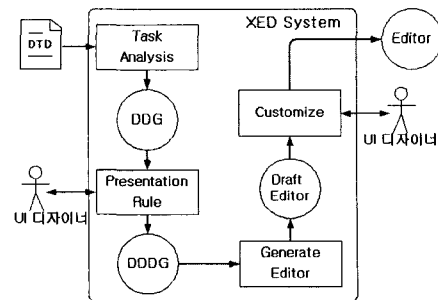 XED System
DTD
Task
Analysis
Editor
DDG
Customize
UI 디자이너
Presentation
Rule
UI 디자이너
Draft
Editor
DDDG
Generate
Editor